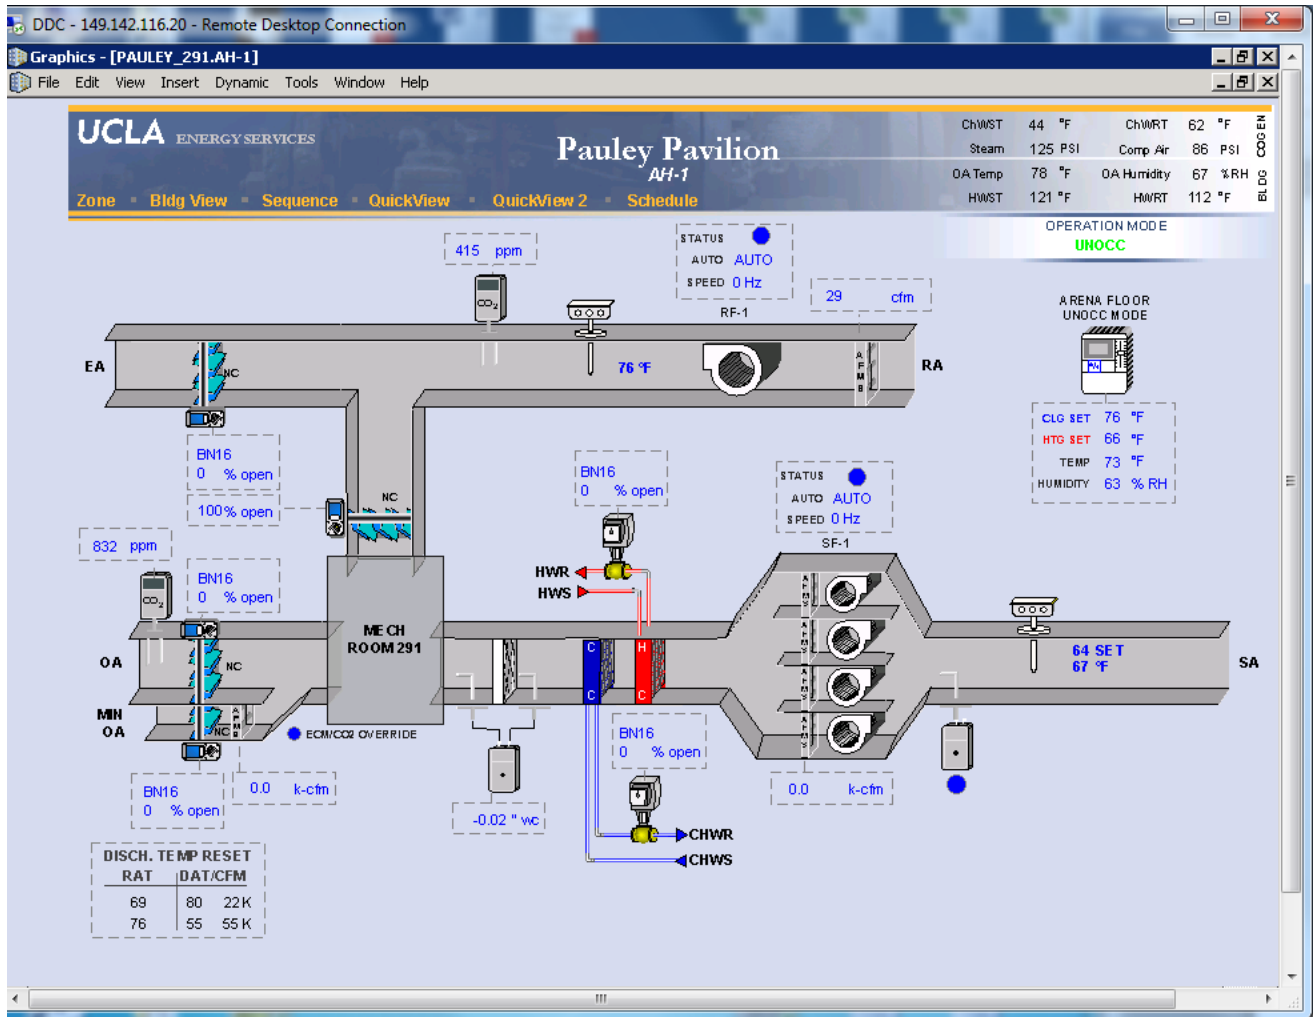 DDC - 149.142.116.20 - Remote Desktop Connection
Graphics - [PAULEY_291.AH-1]
File Edit View Insert Dynamic Tools Window Help
UCLA ENERGY SERVICES
Pauley Pavilion
AH-1
Zone Bldg View Sequence QuickView QuickView 2 Schedule
ChWST 44 °F ChWRT 62 °F
Steam 125 PSI Comp Air 86 PSI
OA Temp 78 °F OA Humidity 67 %RH
HWST 121 °F HWRT 112 °F
COGEN
BLDG
OPERATION MODE
UNOCC
415 ppm
STATUS
AUTO AUTO
SPEED 0 Hz
RF-1
29 cfm
CO2
ARENA FLOOR
UNOCC MODE
EA
NC
76 °F
AFMS
RA
CLG SET 76 °F
HTG SET 66 °F
TEMP 73 °F
HUMIDITY 63 % RH
BN16
0 % open
100% open
NC
BN16
0 % open
STATUS
AUTO AUTO
SPEED 0 Hz
SF-1
832 ppm
CO2
BN16
0 % open
HWR
HWS
MECH
ROOM 291
OA
NC
C
C
H
C
AFMS
AFMS
AFMS
AFMS
64 SET
67 °F
SA
MIN
OA
NC
AFMS
ECM/CO2 OVERRIDE
BN16
0 % open
0.0 k-cfm
-0.02 " wc
BN16
0 % open
0.0 k-cfm
CHWR
CHWS
DISCH. TEMP RESET
RAT DAT/CFM
69 80 22K
76 55 55K